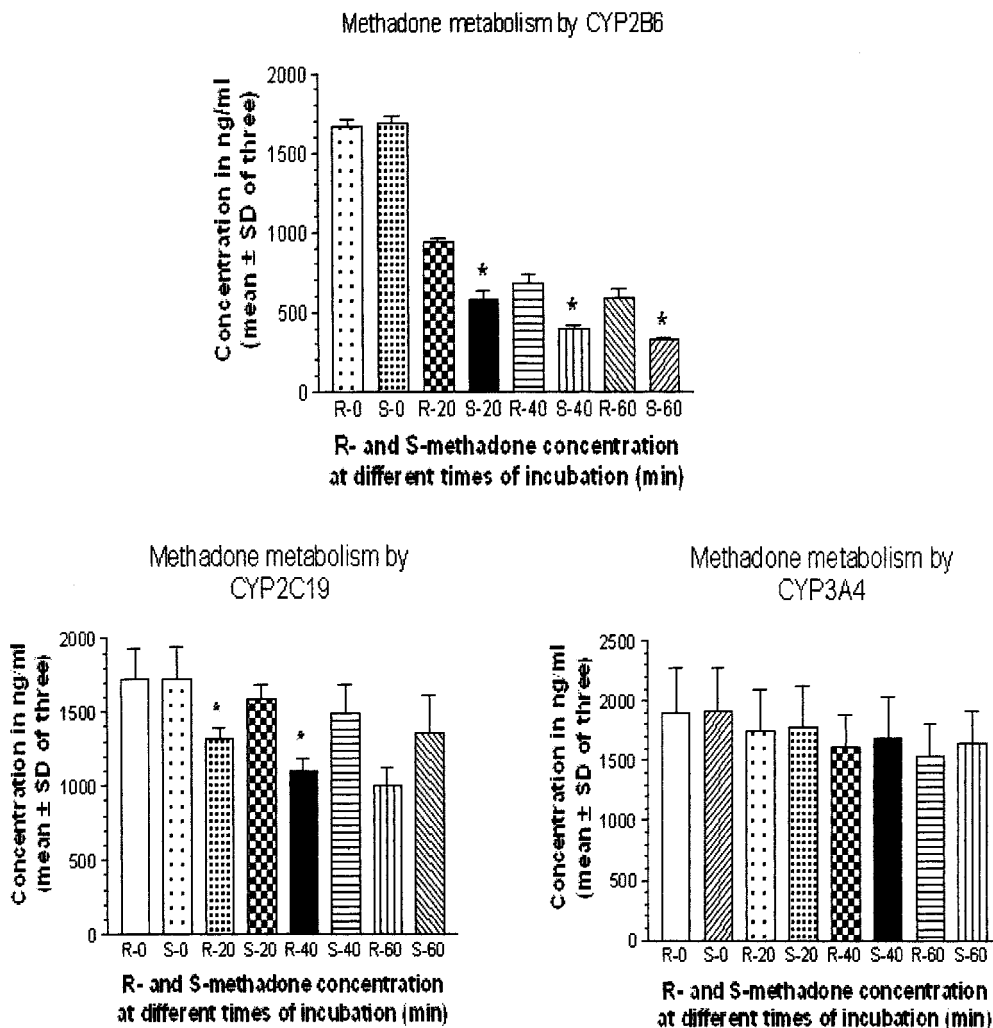 Methadone metabolism by CYP2B6
Concentration in ng/ml
(mean ± SD of three)
2000
1500
1000
500
0
*
*
*
R-0 S-0 R-20 S-20 R-40 S-40 R-60 S-60
R- and S-methadone concentration
at different times of incubation (min)
Methadone metabolism by
CYP2C19
Concentration in ng/ml
(mean ± SD of three)
2000
1500
1000
500
0
*
*
R-0 S-0 R-20 S-20 R-40 S-40 R-60 S-60
R- and S-methadone concentration
at different times of incubation (min)
Methadone metabolism by
CYP3A4
Concentration in ng/ml
(mean ± SD of three)
2500
2000
1500
1000
500
0
R-0 S-0 R-20 S-20 R-40 S-40 R-60 S-60
R- and S-methadone concentration
at different times of incubation (min)